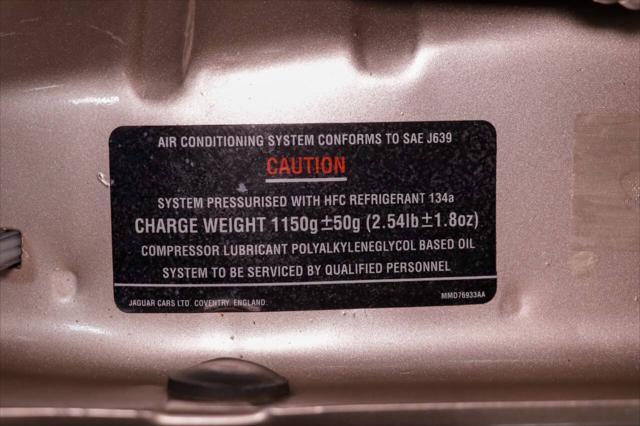 AIR CONDITIONING SYSTEM CONFORMS TO SAE J639
CAUTION
SYSTEM PRESSURISED WITH HFC REFRIGERANT 134a
CHARGE WEIGHT 1150g±50g (2.54lb±1.8oz)
COMPRESSOR LUBRICANT POLYALKYLENEGLYCOL BASED OIL
SYSTEM TO BE SERVICED BY QUALIFIED PERSONNEL
JAGUAR CARS LTD. COVENTRY. ENGLAND. MMD76933AA